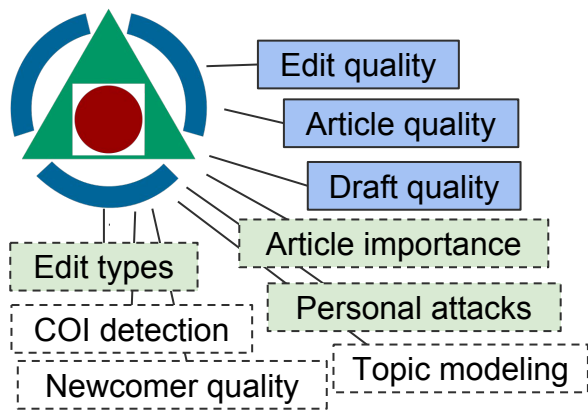 Edit quality
Article quality
Draft quality
Article importance
Edit types
Personal attacks
COI detection
Topic modeling
Newcomer quality